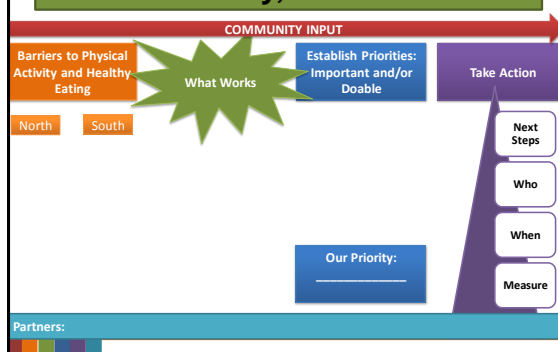 COMMUNITY INPUT
Barriers to Physical
Activity and Healthy
Eating
What Works
Establish Priorities:
Important and/or
Doable
Take Action
North
South
Next
Steps
Who
When
Our Priority:
______________
Measure
Partners: